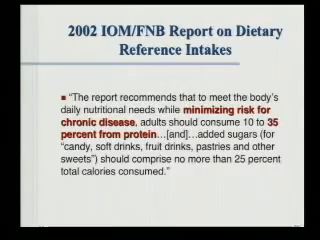 2002 IOM/FNB Report on Dietary
Reference Intakes
"The report recommends that to meet the body's
daily nutritional needs while minimizing risk for
chronic disease, adults should consume 10 to 35
percent from protein…[and]…added sugars (for
"candy, soft drinks, fruit drinks, pastries and other
sweets") should comprise no more than 25 percent
total calories consumed."